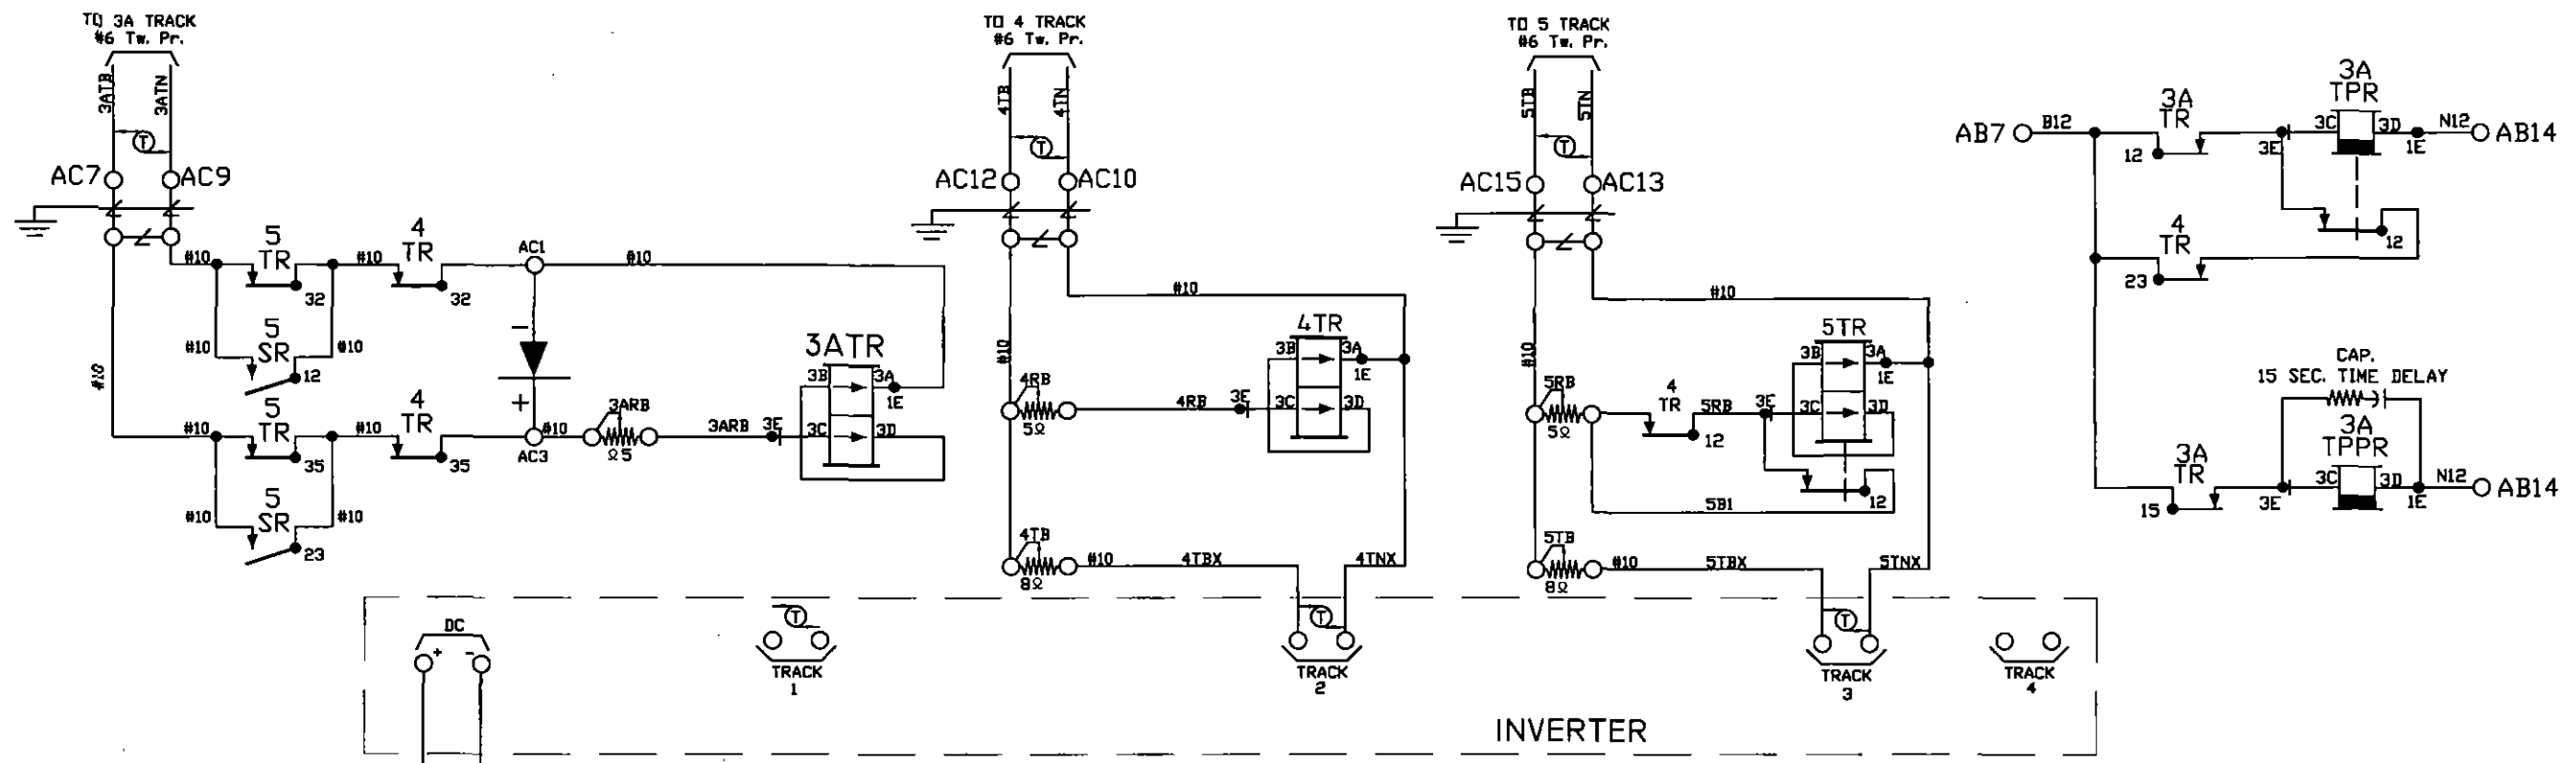 TO 3A TRACK
#6 Tw. Pr.
3ATB
3ATN
T
AC7
AC9
#10
5
TR
32
#10
4
TR
32
AC1
#10
#10
5
SR
12
#10
#10
−
+
#10
5
TR
35
#10
4
TR
35
AC3
#10
3ARB
Ω5
3ARB
3E
3ATR
3B
3A
1E
3C
3D
#10
5
SR
23
#10
TO 4 TRACK
#6 Tw. Pr.
4TB
4TN
T
AC12
AC10
#10
#10
4RB
5Ω
4RB
3E
4TR
3B
3A
1E
3C
3D
4TB
8Ω
#10
4TBX
4TNX
TO 5 TRACK
#6 Tw. Pr.
5TB
5TN
T
AC15
AC13
#10
#10
5RB
5Ω
4
TR
12
5RB
3E
5TR
3B
3A
1E
3C
3D
12
5B1
5TB
8Ω
#10
5TBX
5TNX
AB7
B12
3A
TR
12
3E
3A
TPR
3C
3D
1E
N12
AB14
12
4
TR
23
CAP.
15 SEC. TIME DELAY
3A
TPPR
3A
TR
15
3E
3C
3D
1E
N12
AB14
DC
+
-
T
TRACK
1
T
TRACK
2
T
TRACK
3
TRACK
4
INVERTER